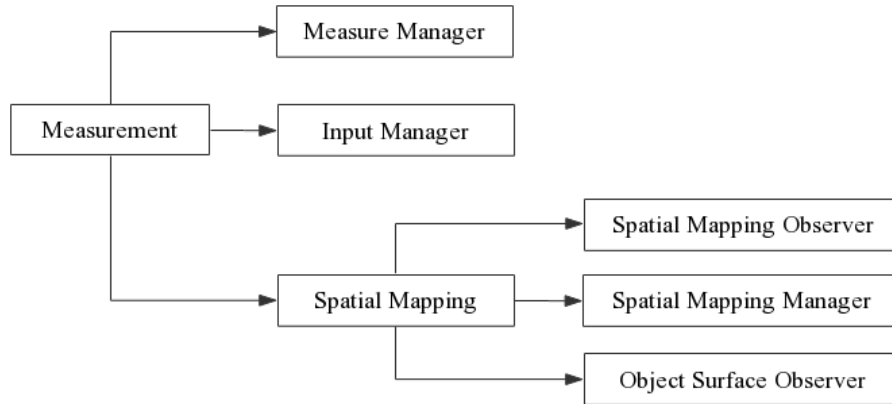 Measure Manager
Measurement
Input Manager
Spatial Mapping Observer
Spatial Mapping
Spatial Mapping Manager
Object Surface Observer